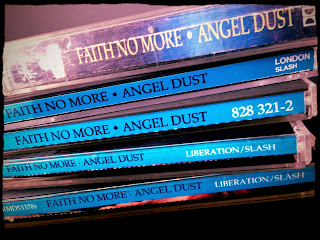 FAITH NO MORE • ANGEL DUST
FAITH NO MORE • ANGEL DUST LONDON
SLASH
FAITH NO MORE • ANGEL DUST 828 321-2
FAITH NO MORE · ANGEL DUST LIBERATION/SLASH
FAITH NO MORE · ANGEL DUST LIBERATION/SLASH